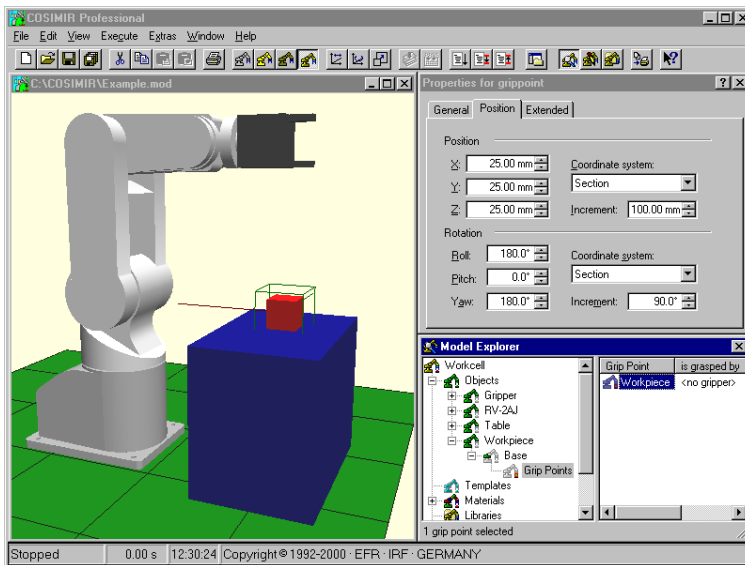 COSIMIR Professional
File Edit View Execute Extras Window Help
C:\COSIMIR\Example.mod
Properties for grippoint
General Position Extended
Position
X: 25.00 mm Coordinate system:
Y: 25.00 mm Section
Z: 25.00 mm Increment: 100.00 mm
Rotation
Roll: 180.0° Coordinate system:
Pitch: 0.0° Section
Yaw: 180.0° Increment: 90.0°
Model Explorer
Workcell
Objects
Gripper
RV-2AJ
Table
Workpiece
Base
Grip Points
Templates
Materials
Libraries
Grip Point is grasped by
Workpiece <no gripper>
1 grip point selected
Stopped 0.00 s 12:30:24 Copyright © 1992-2000 · EFR · IRF · GERMANY